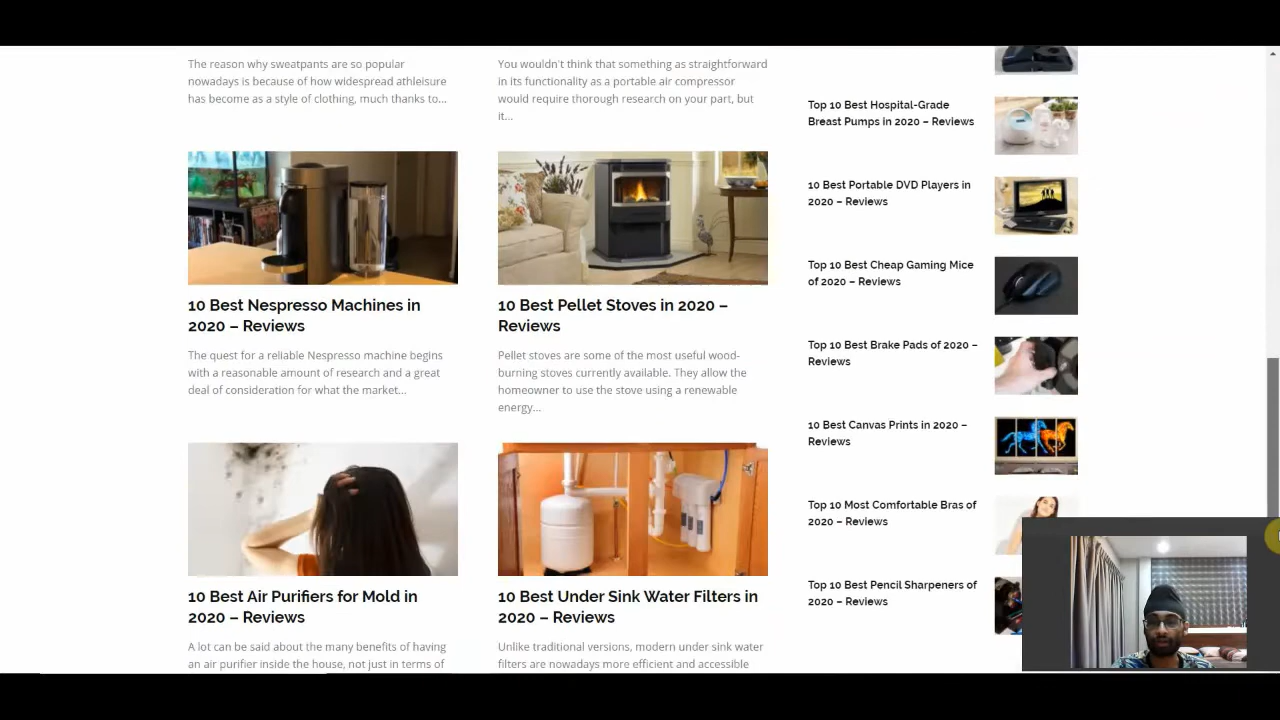 The reason why sweatpants are so popular
nowadays is because of how widespread athleisure
has become as a style of clothing, much thanks to...
You wouldn't think that something as straightforward
in its functionality as a portable air compressor
would require thorough research on your part, but
it...
10 Best Nespresso Machines in
2020 – Reviews
The quest for a reliable Nespresso machine begins
with a reasonable amount of research and a great
deal of consideration for what the market...
10 Best Pellet Stoves in 2020 –
Reviews
Pellet stoves are some of the most useful wood-
burning stoves currently available. They allow the
homeowner to use the stove using a renewable
energy...
10 Best Air Purifiers for Mold in
2020 – Reviews
A lot can be said about the many benefits of having
an air purifier inside the house, not just in terms of
10 Best Under Sink Water Filters in
2020 – Reviews
Unlike traditional versions, modern under sink water
filters are nowadays more efficient and accessible
Top 10 Best Hospital-Grade
Breast Pumps in 2020 – Reviews
10 Best Portable DVD Players in
2020 – Reviews
Top 10 Best Cheap Gaming Mice
of 2020 – Reviews
Top 10 Best Brake Pads of 2020 –
Reviews
10 Best Canvas Prints in 2020 –
Reviews
Top 10 Most Comfortable Bras of
2020 – Reviews
Top 10 Best Pencil Sharpeners of
2020 – Reviews